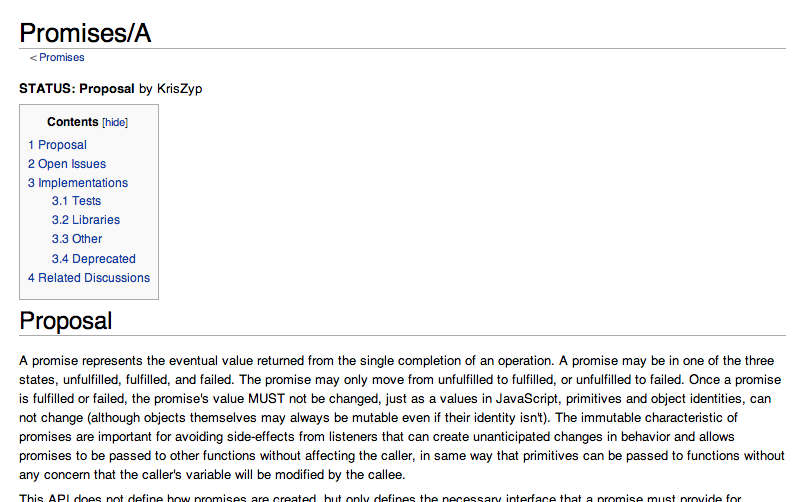 Promises/A
< Promises
STATUS: Proposal by KrisZyp
Contents [hide]
1 Proposal
2 Open Issues
3 Implementations
3.1 Tests
3.2 Libraries
3.3 Other
3.4 Deprecated
4 Related Discussions
Proposal
A promise represents the eventual value returned from the single completion of an operation. A promise may be in one of the three
states, unfulfilled, fulfilled, and failed. The promise may only move from unfulfilled to fulfilled, or unfulfilled to failed. Once a promise
is fulfilled or failed, the promise's value MUST not be changed, just as a values in JavaScript, primitives and object identities, can
not change (although objects themselves may always be mutable even if their identity isn't). The immutable characteristic of
promises are important for avoiding side-effects from listeners that can create unanticipated changes in behavior and allows
promises to be passed to other functions without affecting the caller, in same way that primitives can be passed to functions without
any concern that the caller's variable will be modified by the callee.
This API does not define how promises are created, but only defines the necessary interface that a promise must provide for